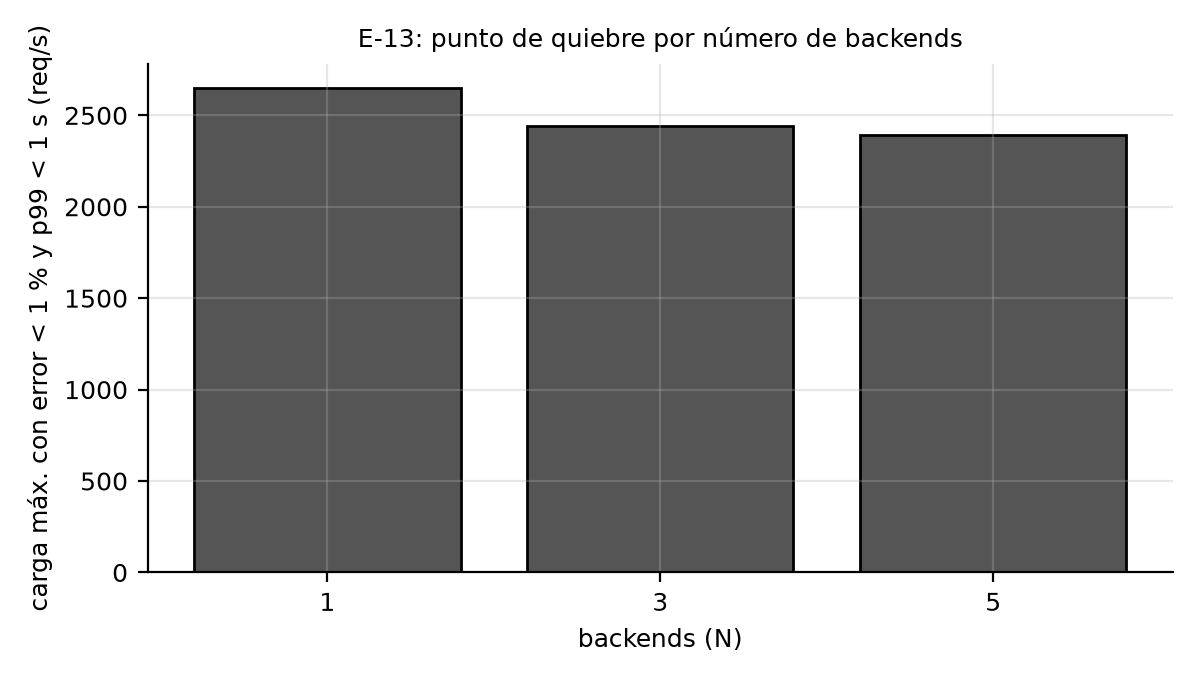 E-13: punto de quiebre por número de backends
carga máx. con error < 1 % y p99 < 1 s (req/s)
2500
2000
1500
1000
500
0
1 3 5
backends (N)